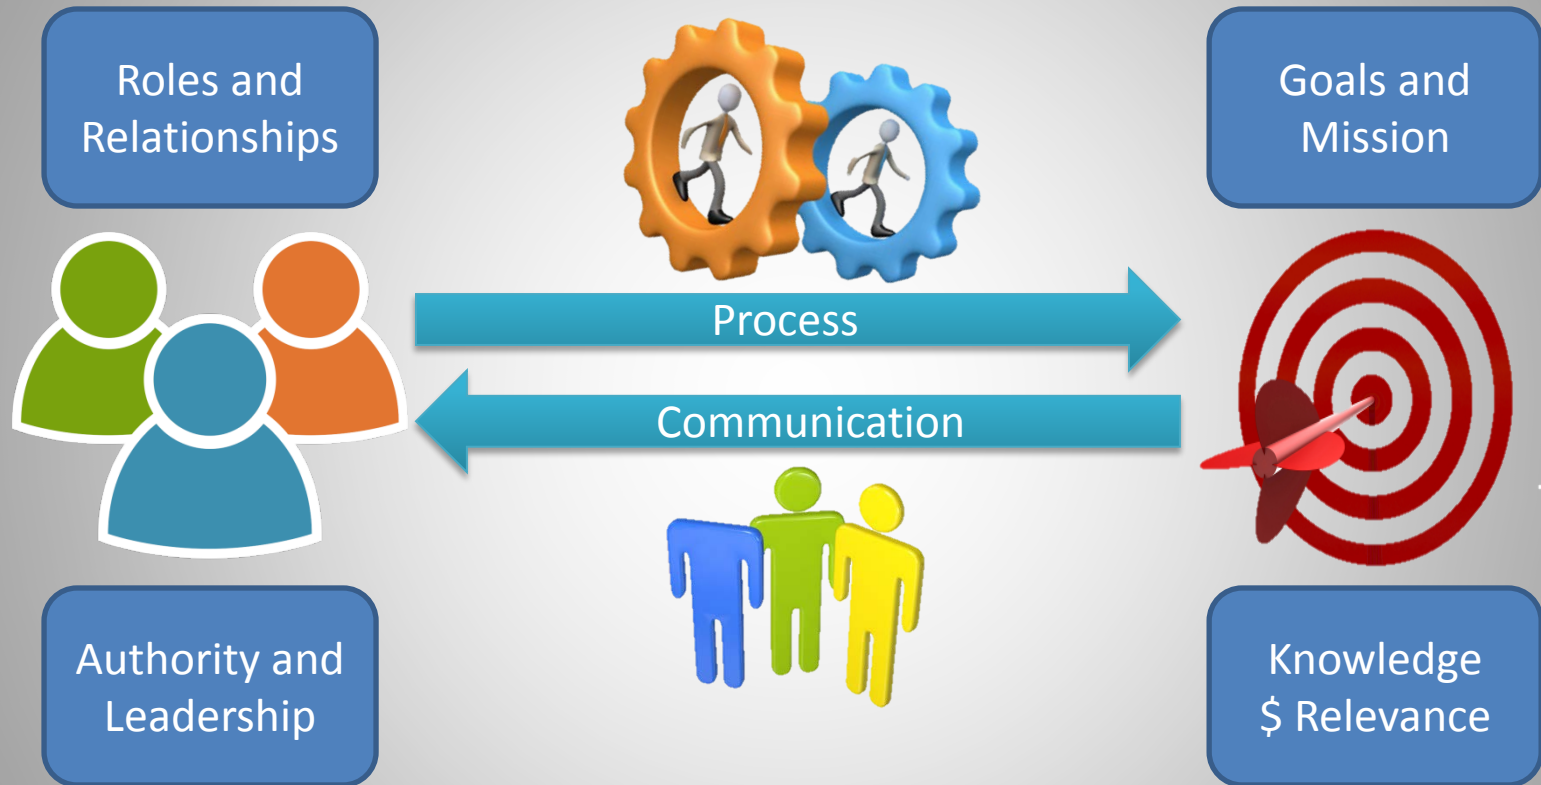 Roles and
Relationships
Goals and
Mission
Process
Communication
Authority and
Leadership
Knowledge
$ Relevance